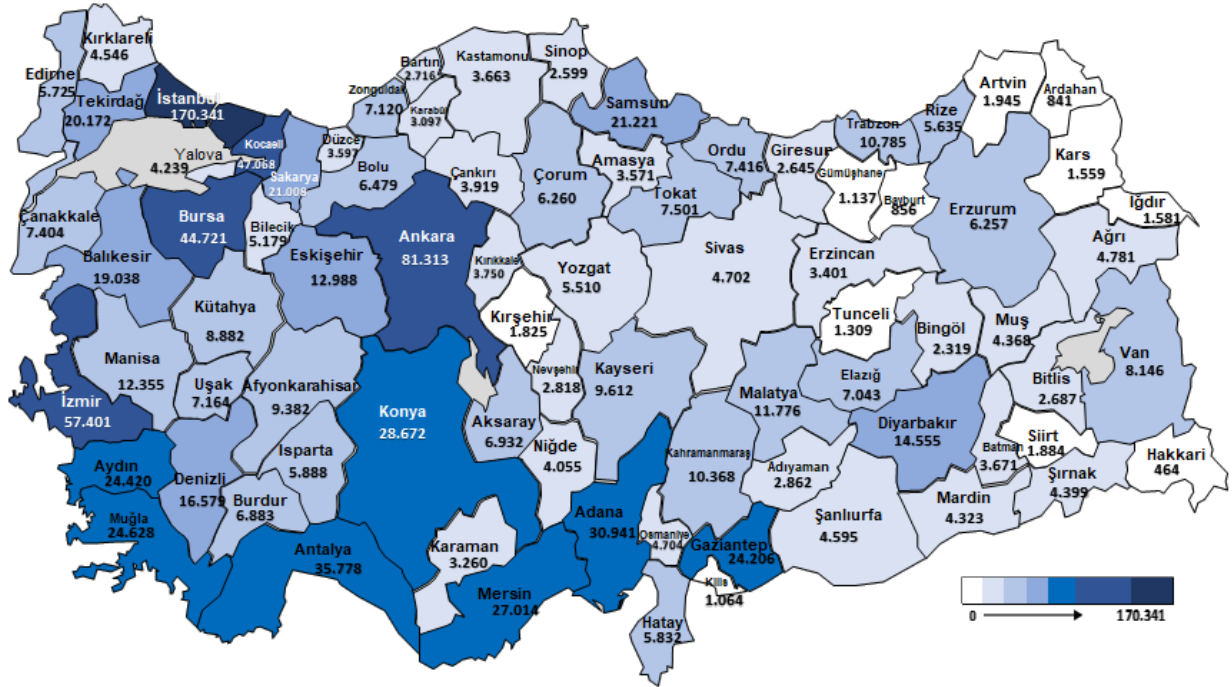 Kırklareli
4.546
Edirne
5.725
Tekirdağ
20.172
İstanbul
170.341
Yalova
4.239
Kocaeli
47.068
Sakarya
21.008
Düzce
3.597
Zonguldak
7.120
Bartın
2.716
Karabük
3.097
Kastamonu
3.663
Sinop
2.599
Samsun
21.221
Bolu
6.479
Çankırı
3.919
Çorum
6.260
Amasya
3.571
Tokat
7.501
Ordu
7.416
Giresun
2.645
Trabzon
10.785
Gümüşhane
1.137
Bayburt
856
Rize
5.635
Artvin
1.945
Ardahan
841
Kars
1.559
Iğdır
1.581
Erzurum
6.257
Ağrı
4.781
Çanakkale
7.404
Balıkesir
19.038
Bursa
44.721
Bilecik
5.179
Eskişehir
12.988
Ankara
81.313
Kırıkkale
3.750
Yozgat
5.510
Sivas
4.702
Erzincan
3.401
Tunceli
1.309
Bingöl
2.319
Muş
4.368
Van
8.146
Bitlis
2.687
Kütahya
8.882
Manisa
12.355
Uşak
7.164
Afyonkarahisar
9.382
Kırşehir
1.825
Nevşehir
2.818
Kayseri
9.612
Malatya
11.776
Elazığ
7.043
Diyarbakır
14.555
Batman
3.671
Siirt
1.884
Şırnak
4.399
Hakkari
464
İzmir
57.401
Aydın
24.420
Muğla
24.628
Denizli
16.579
Burdur
6.883
Isparta
5.888
Konya
28.672
Aksaray
6.932
Niğde
4.055
Kahramanmaraş
10.368
Adıyaman
2.862
Şanlıurfa
4.595
Mardin
4.323
Antalya
35.778
Karaman
3.260
Mersin
27.014
Adana
30.941
Osmaniye
4.704
Gaziantep
24.206
Kilis
1.064
Hatay
5.832
0
170.341